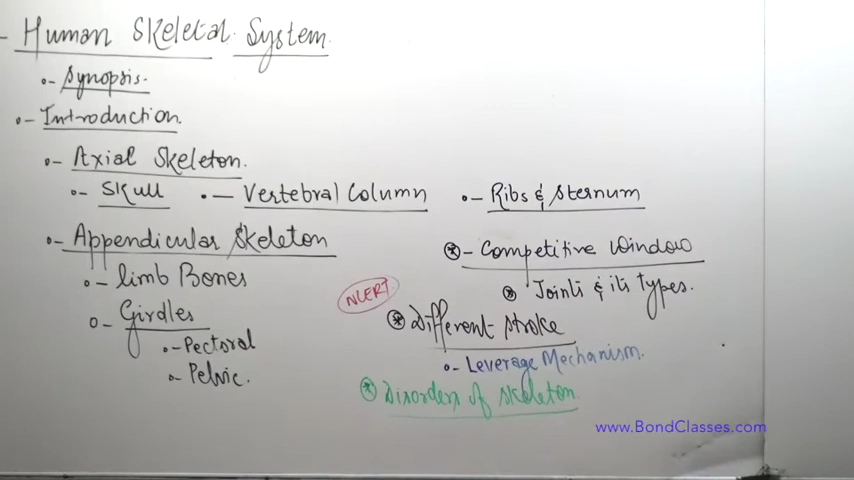 - Human Skeletal System
- Synopsis.
- Introduction
- Axial Skeleton.
- Skull - Vertebral Column - Ribs & Sternum
- Appendicular Skeleton
- Competitive Window
- limb Bones
Joints & its types.
NCERT
- Girdles
Different stroke
- Pectoral
- Leverage Mechanism.
- Pelvic.
Disorders of skeleton
www.BondClasses.com